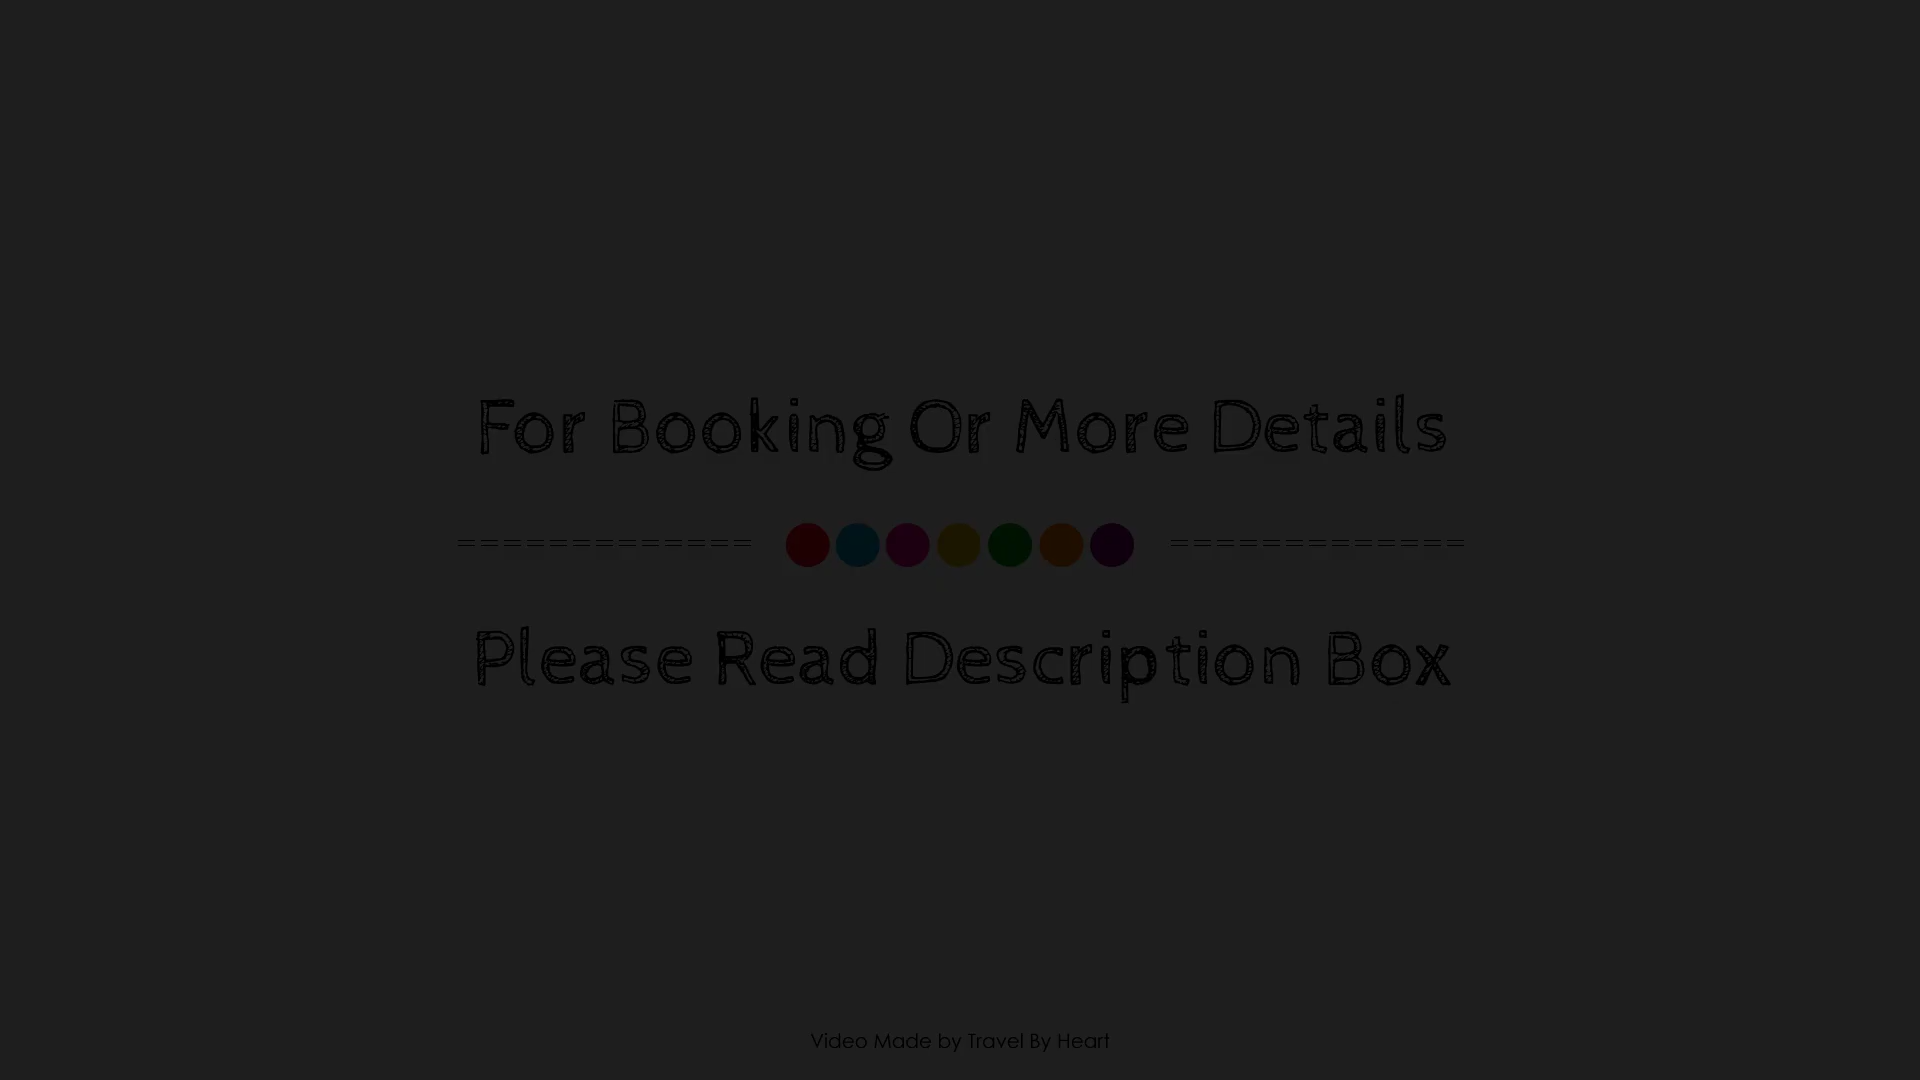 For Booking Or More Details
============= =============
Please Read Description Box
Video Made by Travel By Heart